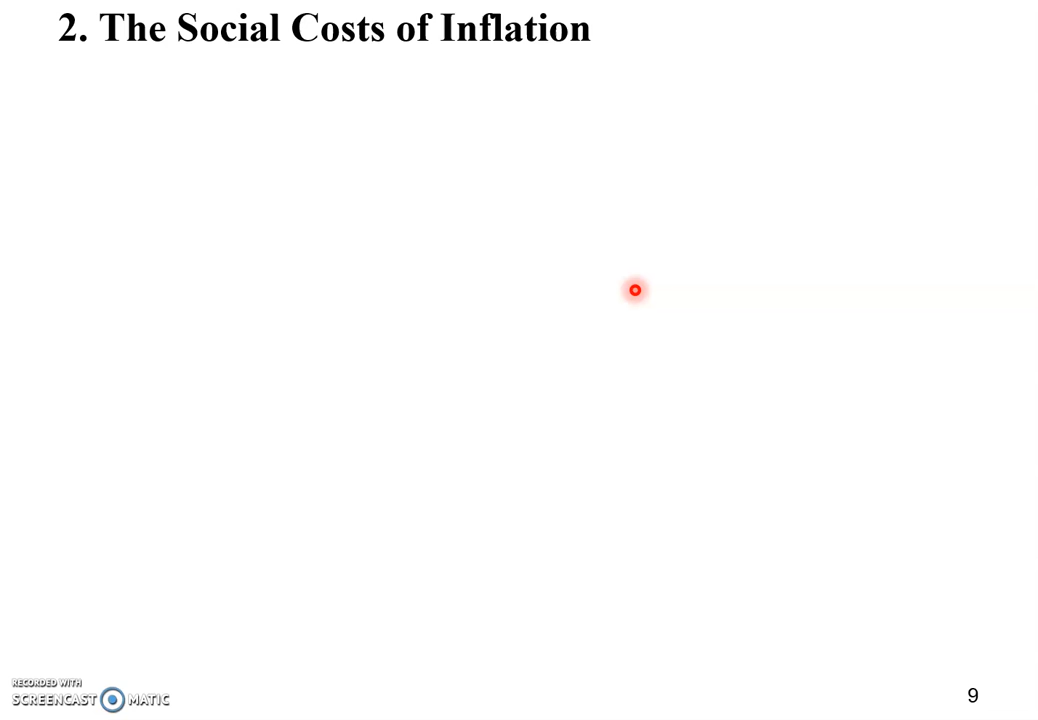 2. The Social Costs of Inflation
RECORDED WITH
SCREENCAST MATIC
9